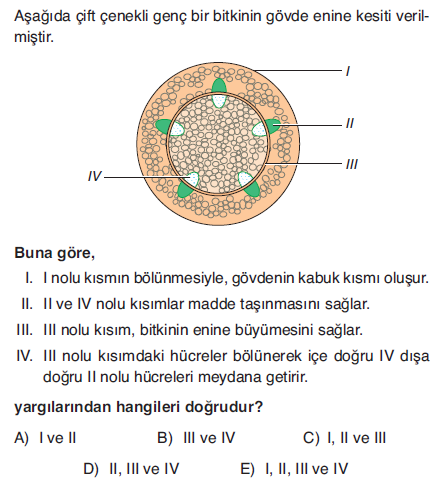 Aşağıda çift çenekli genç bir bitkinin gövde enine kesiti veril-
miştir.
I
II
III
IV
Buna göre,
I. I nolu kısmın bölünmesiyle, gövdenin kabuk kısmı oluşur.
II. II ve IV nolu kısımlar madde taşınmasını sağlar.
III. III nolu kısım, bitkinin enine büyümesini sağlar.
IV. III nolu kısımdaki hücreler bölünerek içe doğru IV dışa
doğru II nolu hücreleri meydana getirir.
yargılarından hangileri doğrudur?
A) I ve II B) III ve IV C) I, II ve III
D) II, III ve IV E) I, II, III ve IV